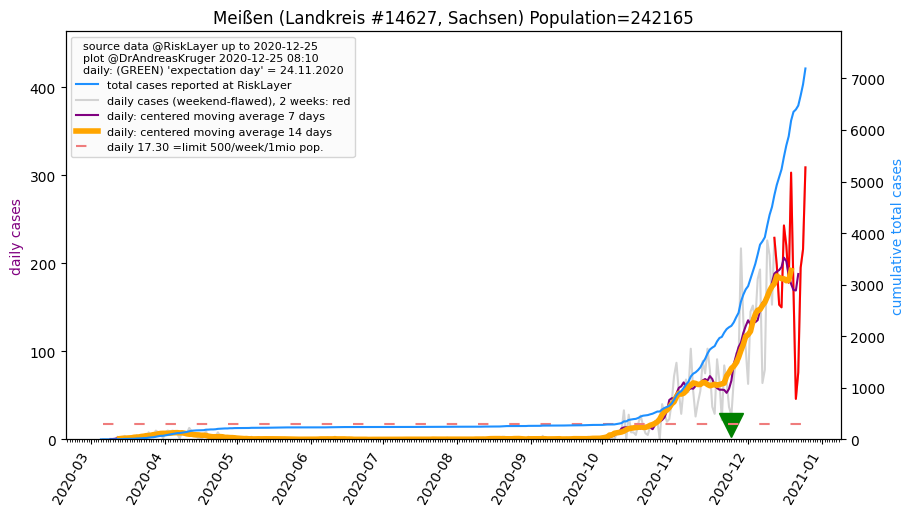 Meißen (Landkreis #14627, Sachsen) Population=242165
source data @RiskLayer up to 2020-12-25
plot @DrAndreasKruger 2020-12-25 08:10
daily: (GREEN) 'expectation day' = 24.11.2020
total cases reported at RiskLayer
daily cases (weekend-flawed), 2 weeks: red
daily: centered moving average 7 days
daily: centered moving average 14 days
daily 17.30 =limit 500/week/1mio pop.
daily cases
400
300
200
100
0
cumulative total cases
7000
6000
5000
4000
3000
2000
1000
0
2020-03
2020-04
2020-05
2020-06
2020-07
2020-08
2020-09
2020-10
2020-11
2020-12
2021-01